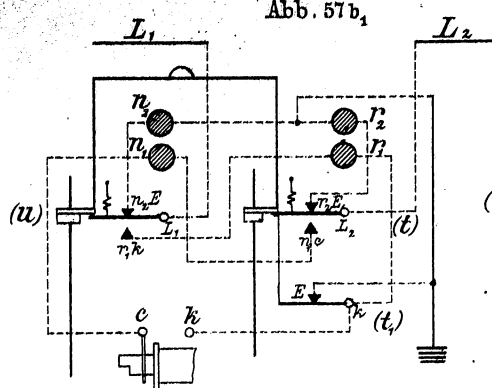 Abb. 57b₁
L₁
L₂
n₂
r₂
n₁
r₁
n₂E
r₂E
(u)
L₁
L₂
(t)
r₁k
n₁c
E
k
(t₁)
c
k
(